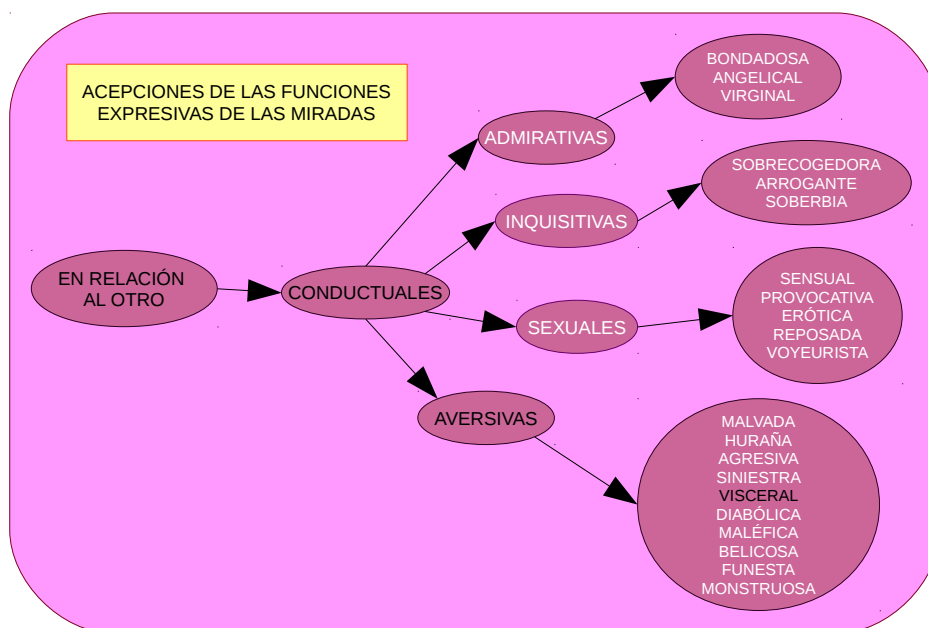 ACEPCIONES DE LAS FUNCIONES
EXPRESIVAS DE LAS MIRADAS
EN RELACIÓN
AL OTRO
CONDUCTUALES
ADMIRATIVAS
BONDADOSA
ANGELICAL
VIRGINAL
INQUISITIVAS
SOBRECOGEDORA
ARROGANTE
SOBERBIA
SEXUALES
SENSUAL
PROVOCATIVA
ERÓTICA
REPOSADA
VOYEURISTA
AVERSIVAS
MALVADA
HURAÑA
AGRESIVA
SINIESTRA
VISCERAL
DIABÓLICA
MALÉFICA
BELICOSA
FUNESTA
MONSTRUOSA